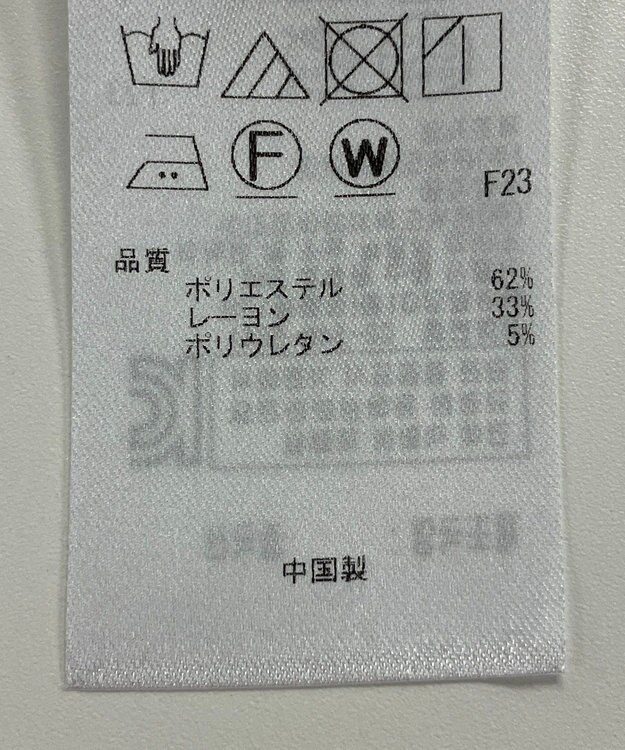 F W
F23
品質
ポリエステル 62%
レーヨン 33%
ポリウレタン 5%
中国製